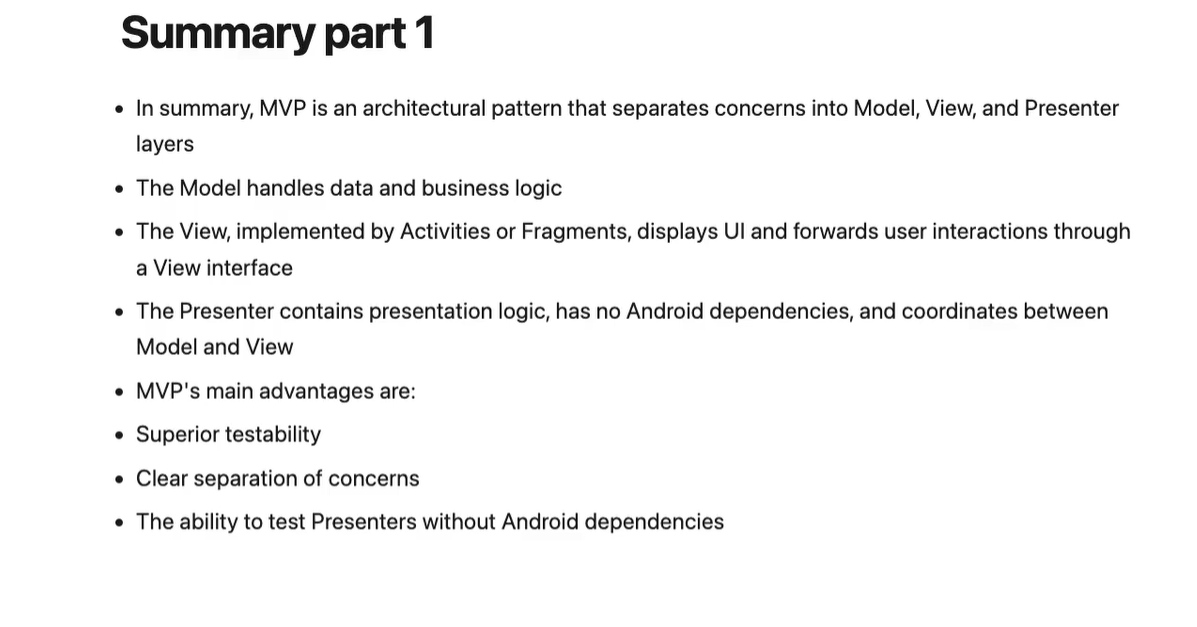 Summary part 1
• In summary, MVP is an architectural pattern that separates concerns into Model, View, and Presenter
layers
• The Model handles data and business logic
• The View, implemented by Activities or Fragments, displays UI and forwards user interactions through
a View interface
• The Presenter contains presentation logic, has no Android dependencies, and coordinates between
Model and View
• MVP's main advantages are:
• Superior testability
• Clear separation of concerns
• The ability to test Presenters without Android dependencies